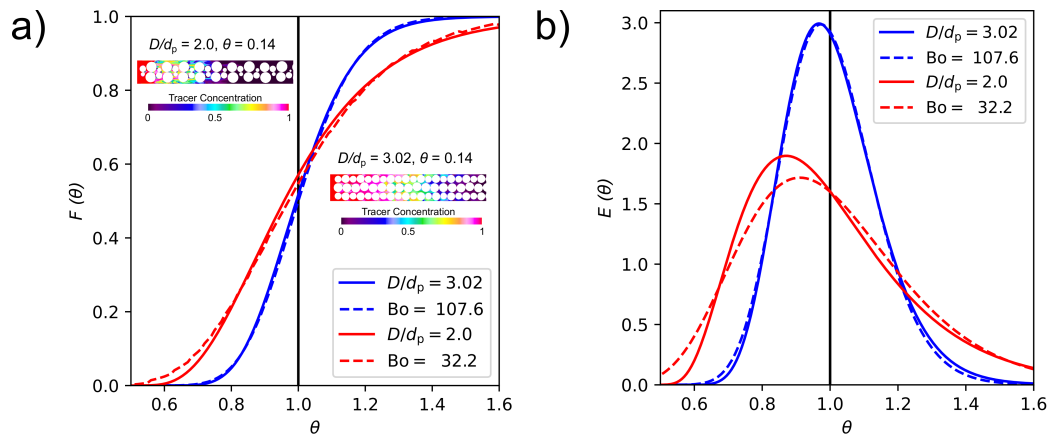 a)
D/dp = 2.0, θ = 0.14
Tracer Concentration
0 0.5 1
D/dp = 3.02, θ = 0.14
Tracer Concentration
0 0.5 1
D/dp = 3.02
Bo = 107.6
D/dp = 2.0
Bo = 32.2
F (θ)
1.0
0.8
0.6
0.4
0.2
0.0
0.6 0.8 1.0 1.2 1.4 1.6
θ
b)
D/dp = 3.02
Bo = 107.6
D/dp = 2.0
Bo = 32.2
E (θ)
3.0
2.5
2.0
1.5
1.0
0.5
0.0
0.6 0.8 1.0 1.2 1.4 1.6
θ